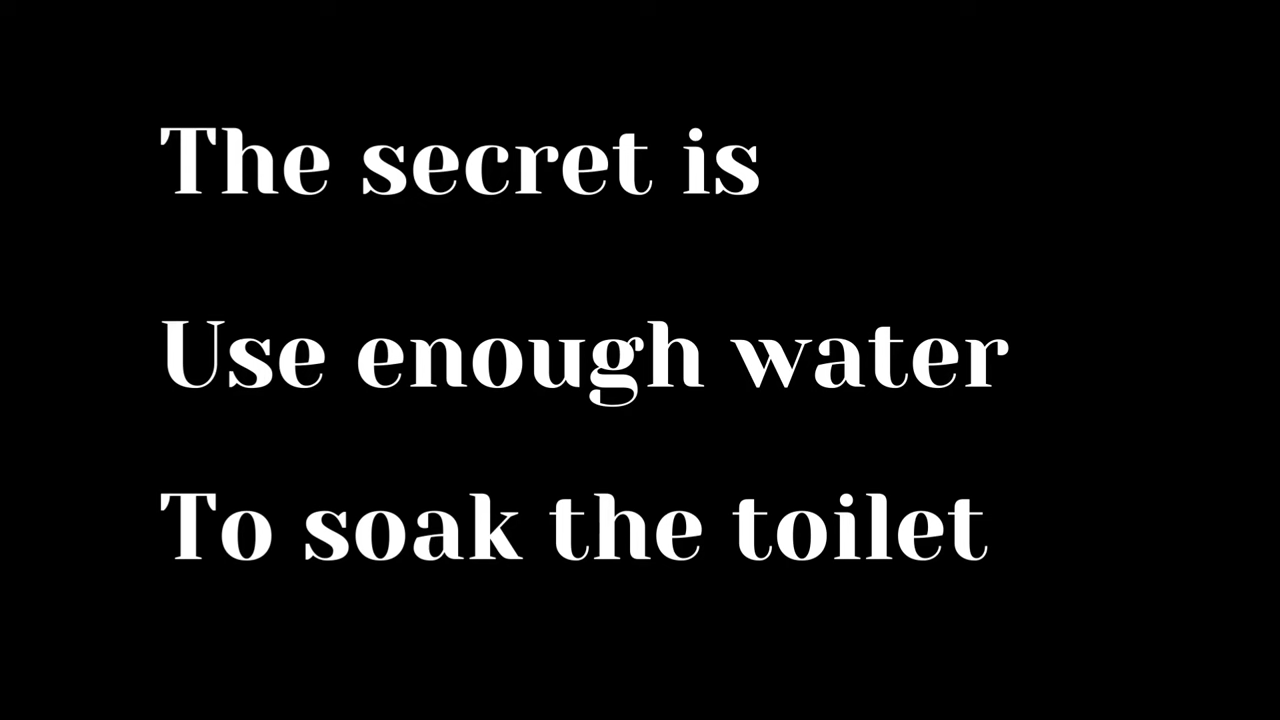 The secret is
Use enough water
To soak the toilet